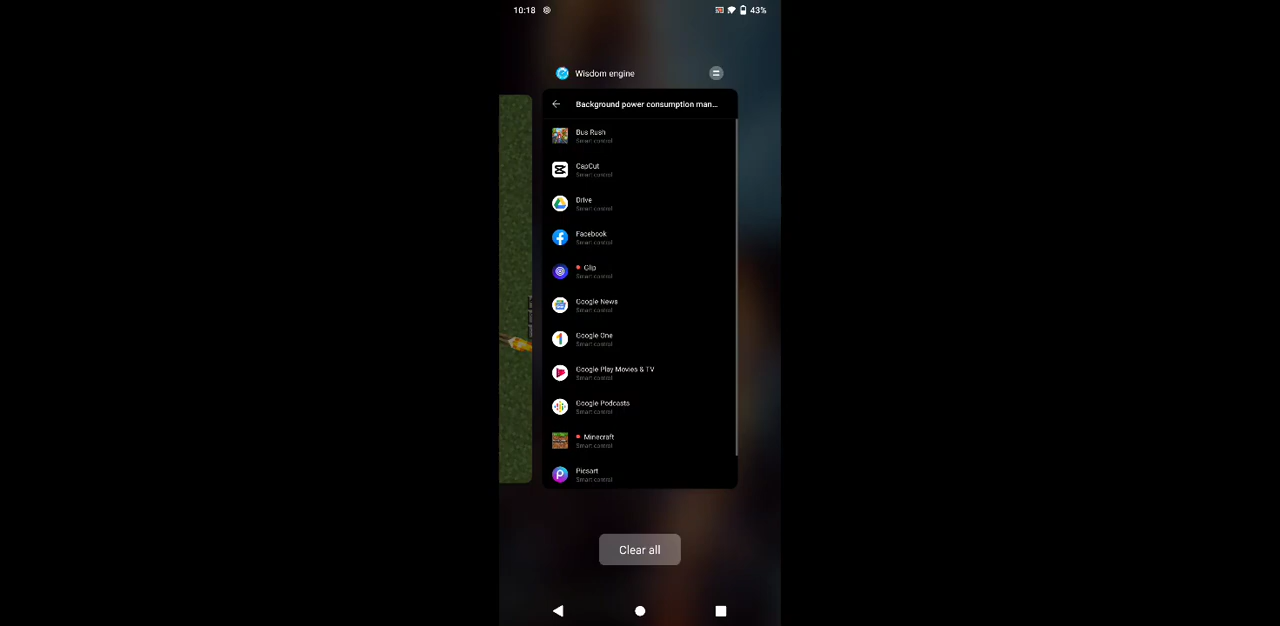 10:18
43%
Wisdom engine
Background power consumption man...
Bus Rush
Smart control
CapCut
Smart control
Drive
Smart control
Facebook
Smart control
Clip
Smart control
Google News
Smart control
Google One
Smart control
Google Play Movies & TV
Smart control
Google Podcasts
Smart control
Minecraft
Smart control
Picsart
Smart control
Clear all